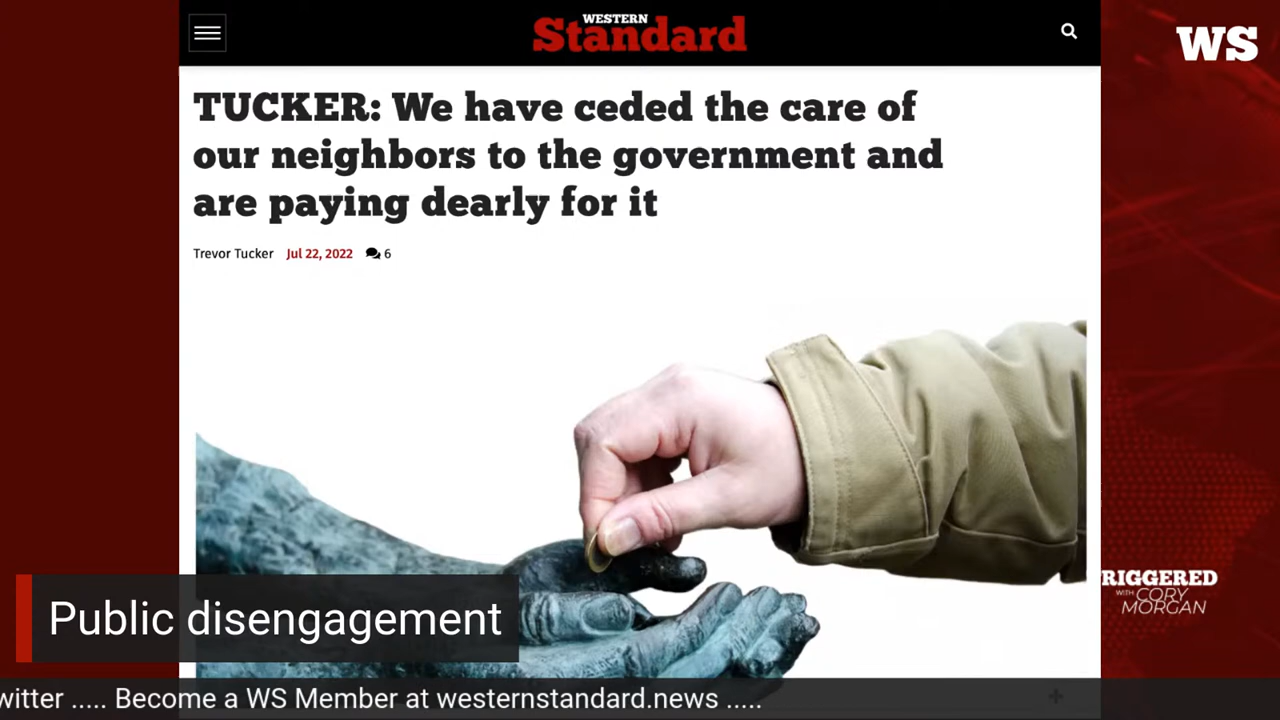 WESTERN
Standard
WS
TUCKER: We have ceded the care of
our neighbors to the government and
are paying dearly for it
Trevor Tucker Jul 22, 2022 6
Public disengagement
RIGGERED
WITH CORY
MORGAN
witter ..... Become a WS Member at westernstandard.news .....